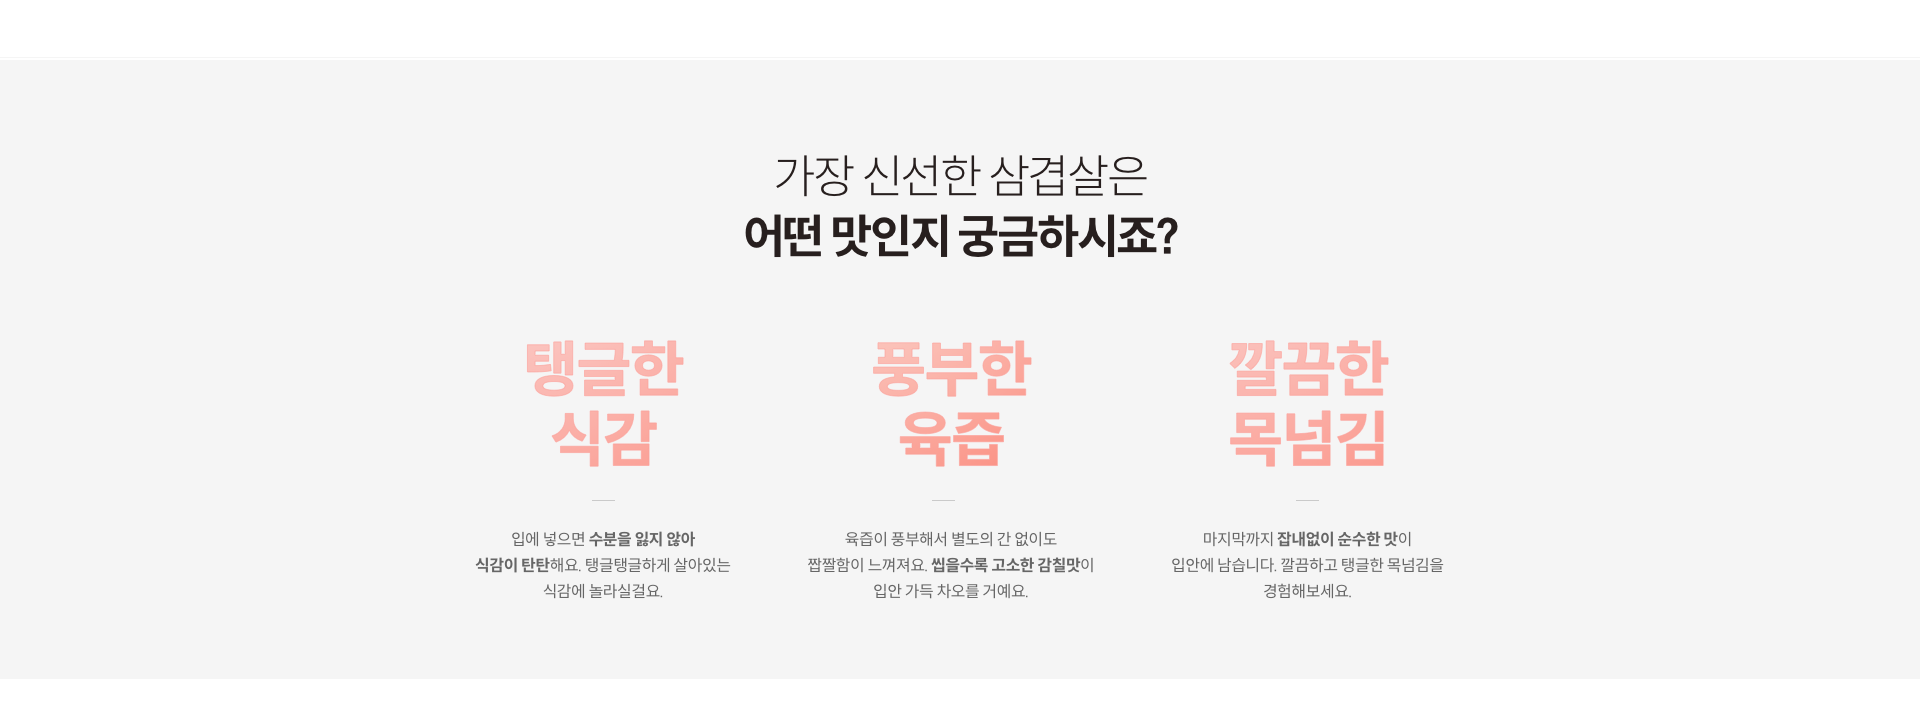 가장 신선한 삼겹살은
어떤 맛인지 궁금하시죠?
탱글한
식감
입에 넣으면 수분을 잃지 않아
식감이 탄탄해요. 탱글탱글하게 살아있는
식감에 놀라실걸요.
풍부한
육즙
육즙이 풍부해서 별도의 간 없이도
짭짤함이 느껴져요. 씹을수록 고소한 감칠맛이
입안 가득 차오를 거예요.
깔끔한
목넘김
마지막까지 잡내없이 순수한 맛이
입안에 남습니다. 깔끔하고 탱글한 목넘김을
경험해보세요.